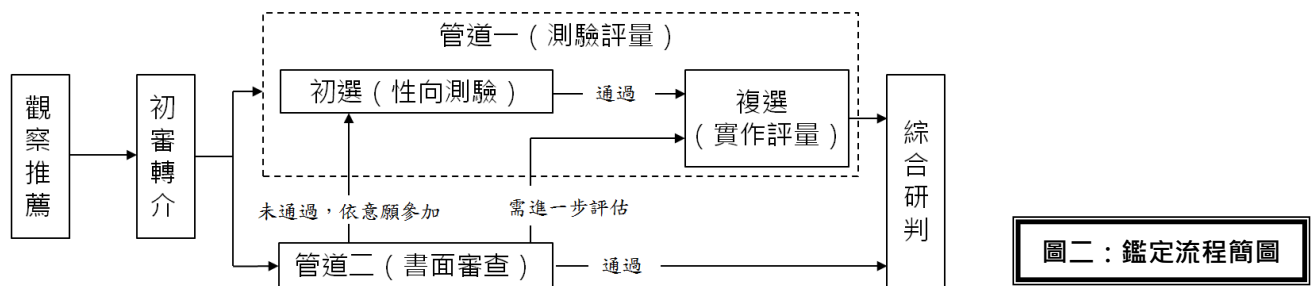 觀察推薦
初審轉介
管道一（測驗評量）
初選（性向測驗）
通過
複選
（實作評量）
未通過，依意願參加
需進一步評估
管道二（書面審查）
通過
綜合研判
圖二：鑑定流程簡圖